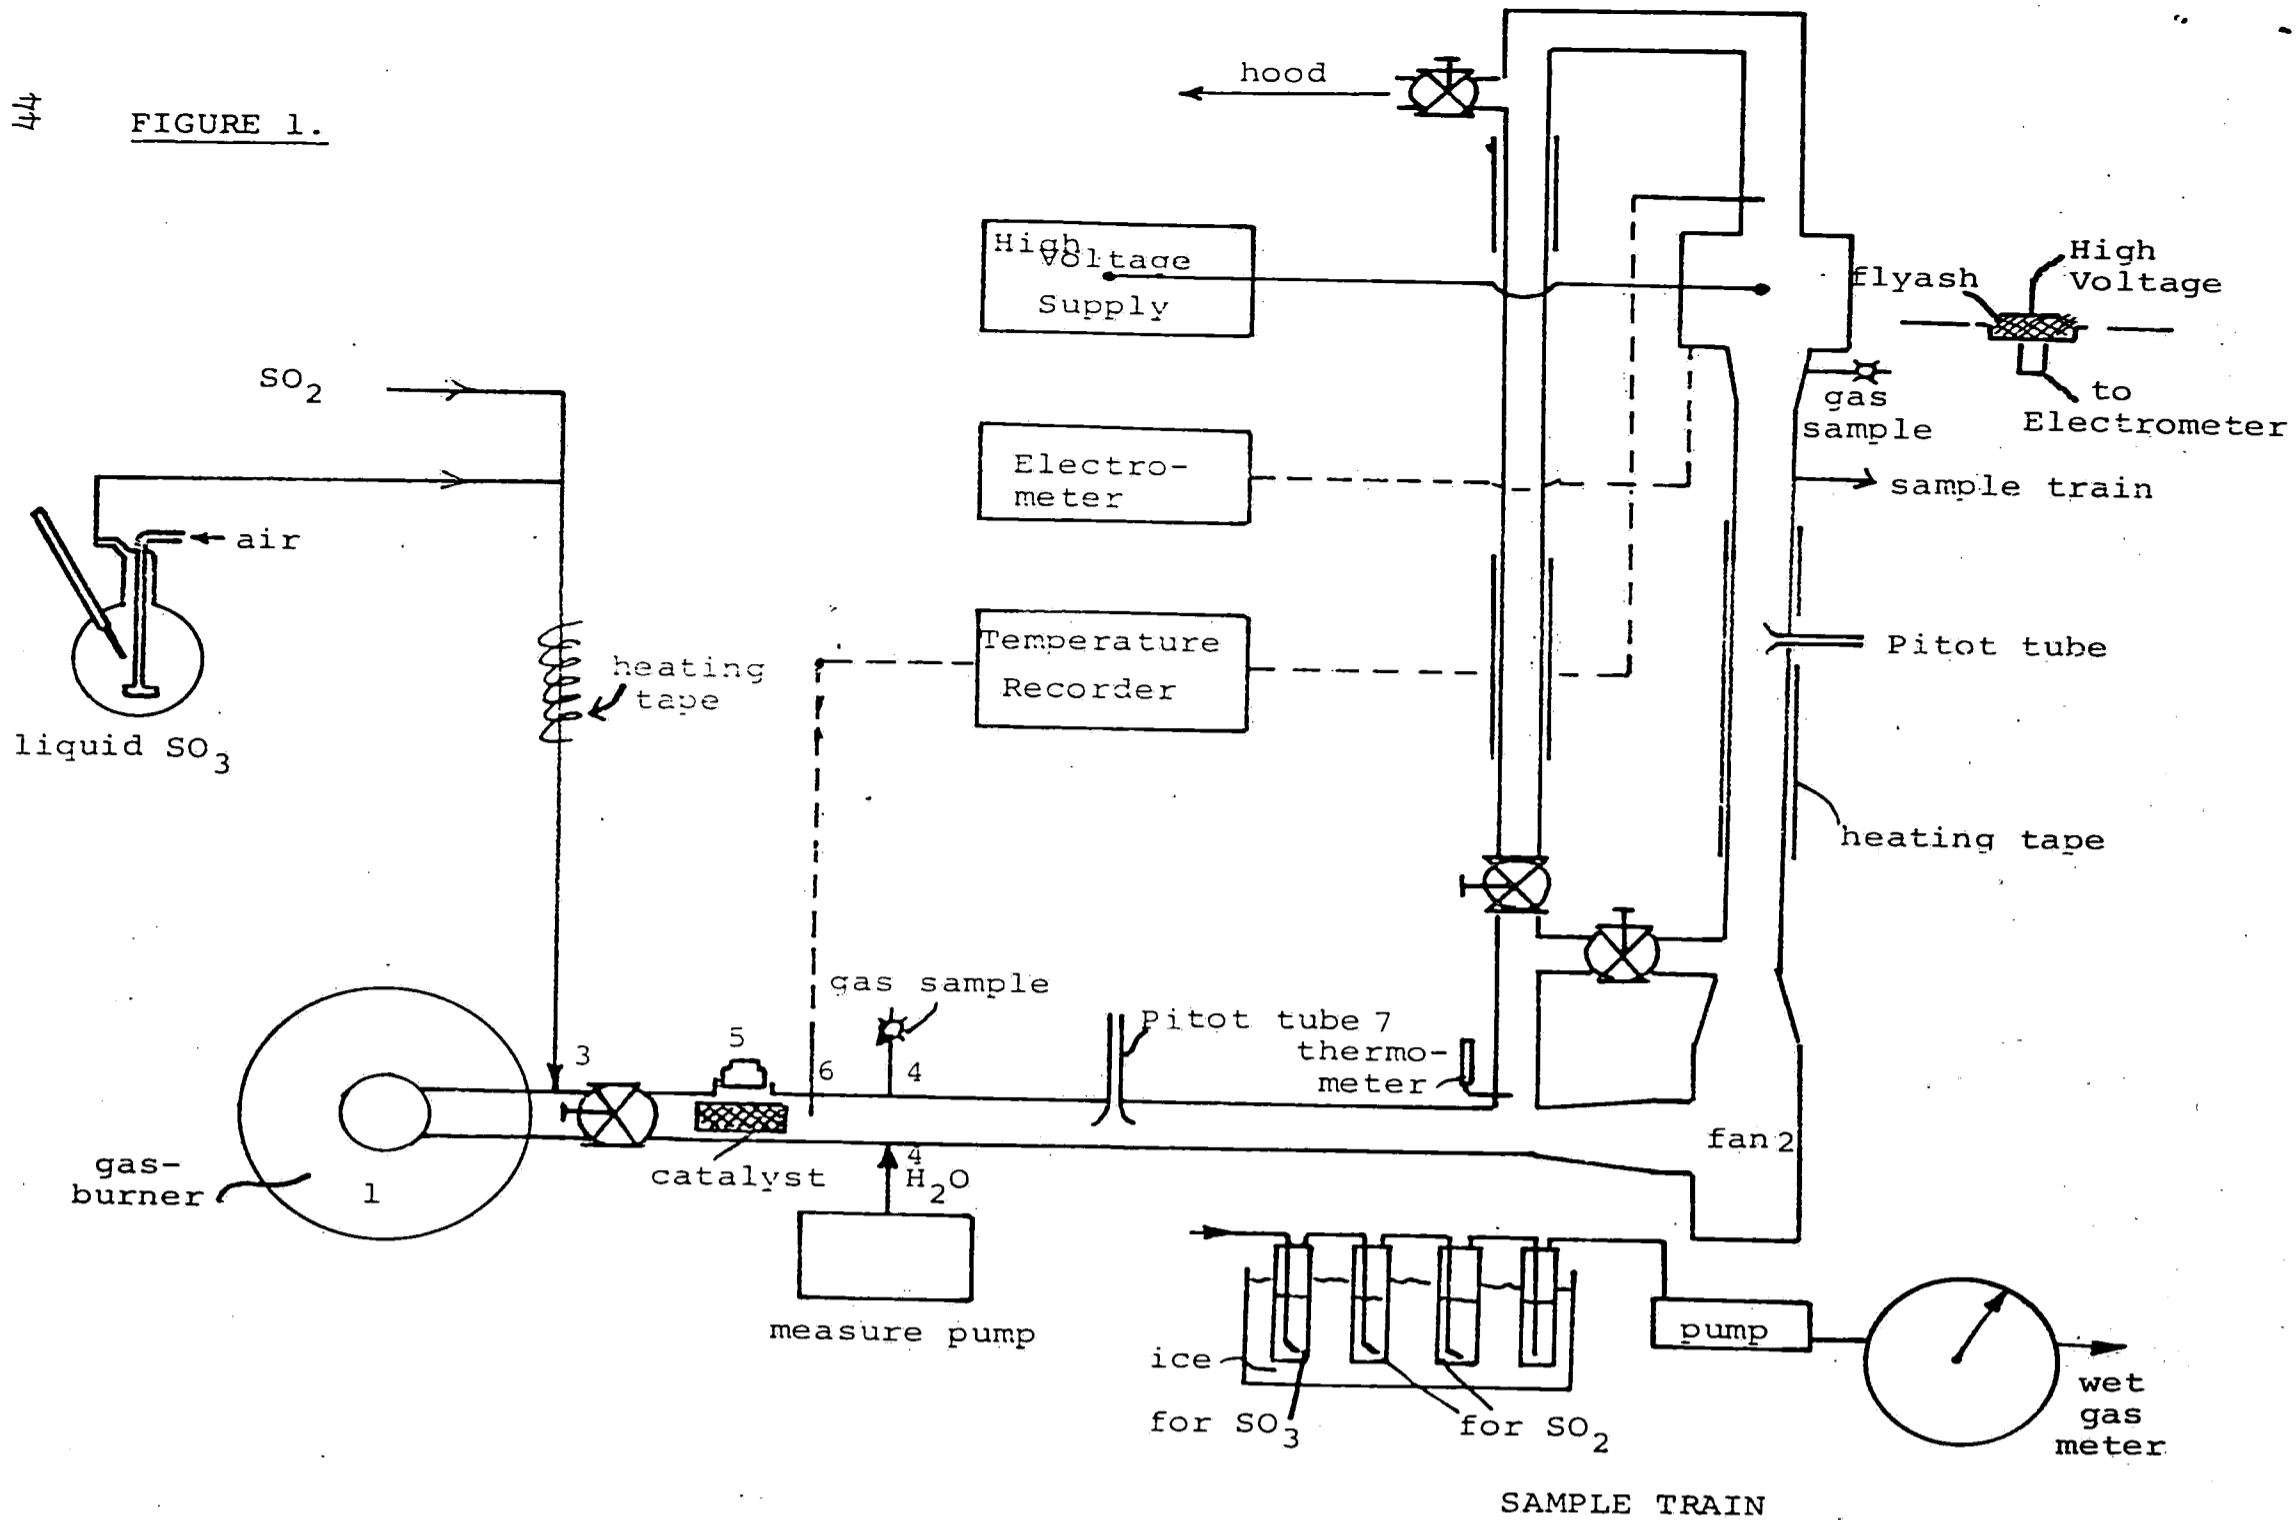 44
FIGURE 1.
hood
High
Voltage
Supply
flyash
High
Voltage
to
Electrometer
SO2
gas
sample
Electro-
meter
sample train
air
Temperature
Recorder
Pitot tube
heating
tape
liquid SO3
heating tape
gas sample
Pitot tube 7
thermo-
meter
3
5
6
4
fan 2
gas-
burner
1
catalyst
4
H2O
measure pump
ice
for SO3
for SO2
pump
wet
gas
meter
SAMPLE TRAIN